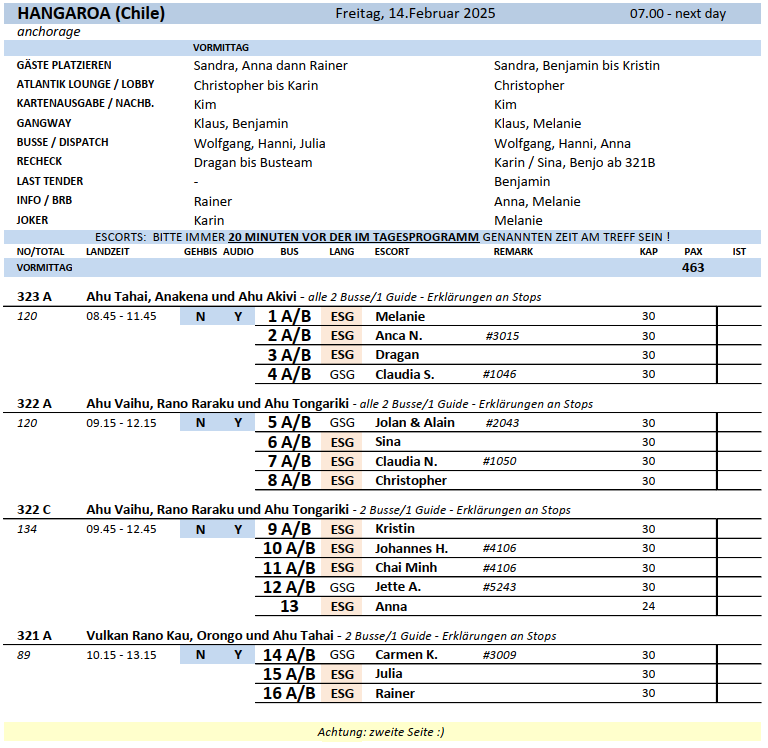 HANGAROA (Chile) Freitag, 14.Februar 2025 07.00 - next day
anchorage
VORMITTAG
GÄSTE PLATZIEREN Sandra, Anna dann Rainer Sandra, Benjamin bis Kristin
ATLANTIK LOUNGE / LOBBY Christopher bis Karin Christopher
KARTENAUSGABE / NACHB. Kim Kim
GANGWAY Klaus, Benjamin Klaus, Melanie
BUSSE / DISPATCH Wolfgang, Hanni, Julia Wolfgang, Hanni, Anna
RECHECK Dragan bis Busteam Karin / Sina, Benjo ab 321B
LAST TENDER - Benjamin
INFO / BRB Rainer Anna, Melanie
JOKER Karin Melanie
ESCORTS: BITTE IMMER 20 MINUTEN VOR DER IM TAGESPROGRAMM GENANNTEN ZEIT AM TREFF SEIN !
NO/TOTAL LANDZEIT GEHBIS AUDIO BUS LANG ESCORT REMARK KAP PAX IST
VORMITTAG 463
323 A Ahu Tahai, Anakena und Ahu Akivi - alle 2 Busse/1 Guide - Erklärungen an Stops
120 08.45 - 11.45 N Y 1 A/B ESG Melanie 30
2 A/B ESG Anca N. #3015 30
3 A/B ESG Dragan 30
4 A/B GSG Claudia S. #1046 30
322 A Ahu Vaihu, Rano Raraku und Ahu Tongariki - alle 2 Busse/1 Guide - Erklärungen an Stops
120 09.15 - 12.15 N Y 5 A/B GSG Jolan & Alain #2043 30
6 A/B ESG Sina 30
7 A/B ESG Claudia N. #1050 30
8 A/B ESG Christopher 30
322 C Ahu Vaihu, Rano Raraku und Ahu Tongariki - 2 Busse/1 Guide - Erklärungen an Stops
134 09.45 - 12.45 N Y 9 A/B ESG Kristin 30
10 A/B ESG Johannes H. #4106 30
11 A/B ESG Chai Minh #4106 30
12 A/B GSG Jette A. #5243 30
13 ESG Anna 24
321 A Vulkan Rano Kau, Orongo und Ahu Tahai - 2 Busse/1 Guide - Erklärungen an Stops
89 10.15 - 13.15 N Y 14 A/B GSG Carmen K. #3009 30
15 A/B ESG Julia 30
16 A/B ESG Rainer 30
Achtung: zweite Seite :)